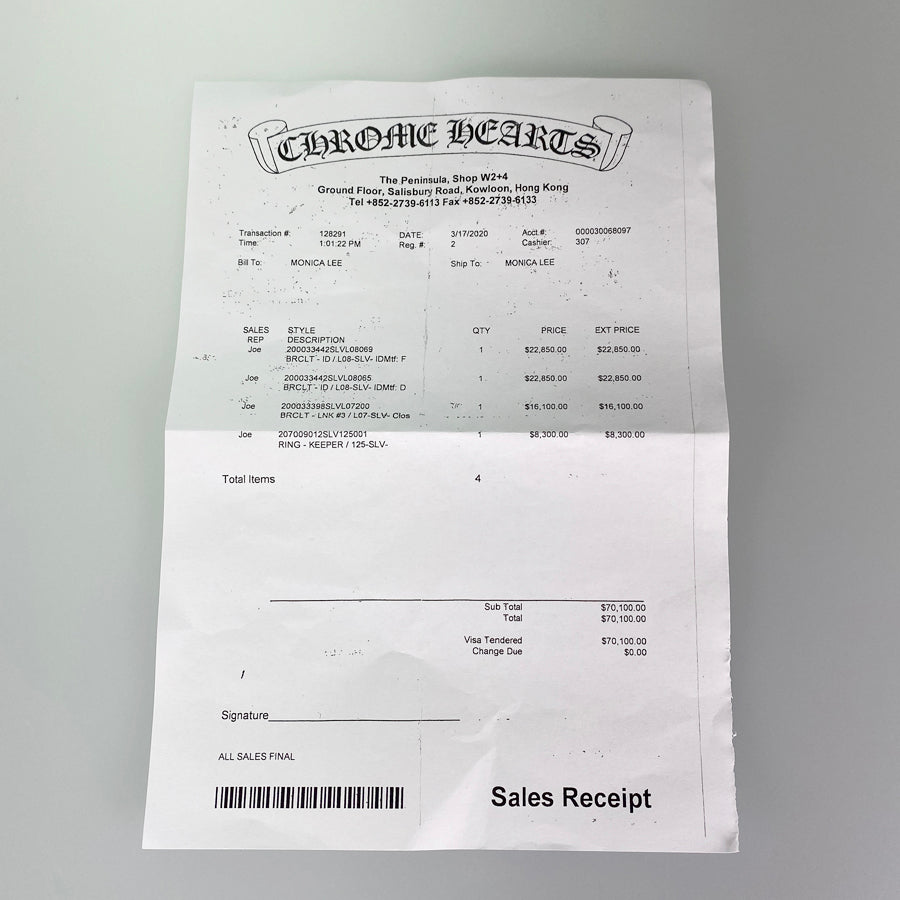 CHROME HEARTS
The Peninsula, Shop W2+4
Ground Floor, Salisbury Road, Kowloon, Hong Kong
Tel +852-2739-6113 Fax +852-2739-6133
Transaction #: 128291 DATE: 3/17/2020 Acct #: 000030068097
Time: 1:01:22 PM Reg. #: 2 Cashier: 307
Bill To: MONICA LEE Ship To: MONICA LEE
SALES STYLE QTY PRICE EXT PRICE
REP DESCRIPTION
Joe 200033442SLVL08069 1 $22,850.00 $22,850.00
BRCLT - ID / L08-SLV- IDMtf: F
Joe 200033442SLVL08065 1 $22,850.00 $22,850.00
BRCLT - ID / L08-SLV- IDMtf: D
Joe 200033398SLVL07200 1 $16,100.00 $16,100.00
BRCLT - LNK #3 / L07-SLV- Clos
Joe 207009012SLV125001 1 $8,300.00 $8,300.00
RING - KEEPER / 125-SLV-
Total Items 4
Sub Total $70,100.00
Total $70,100.00
Visa Tendered $70,100.00
Change Due $0.00
Signature
ALL SALES FINAL
Sales Receipt